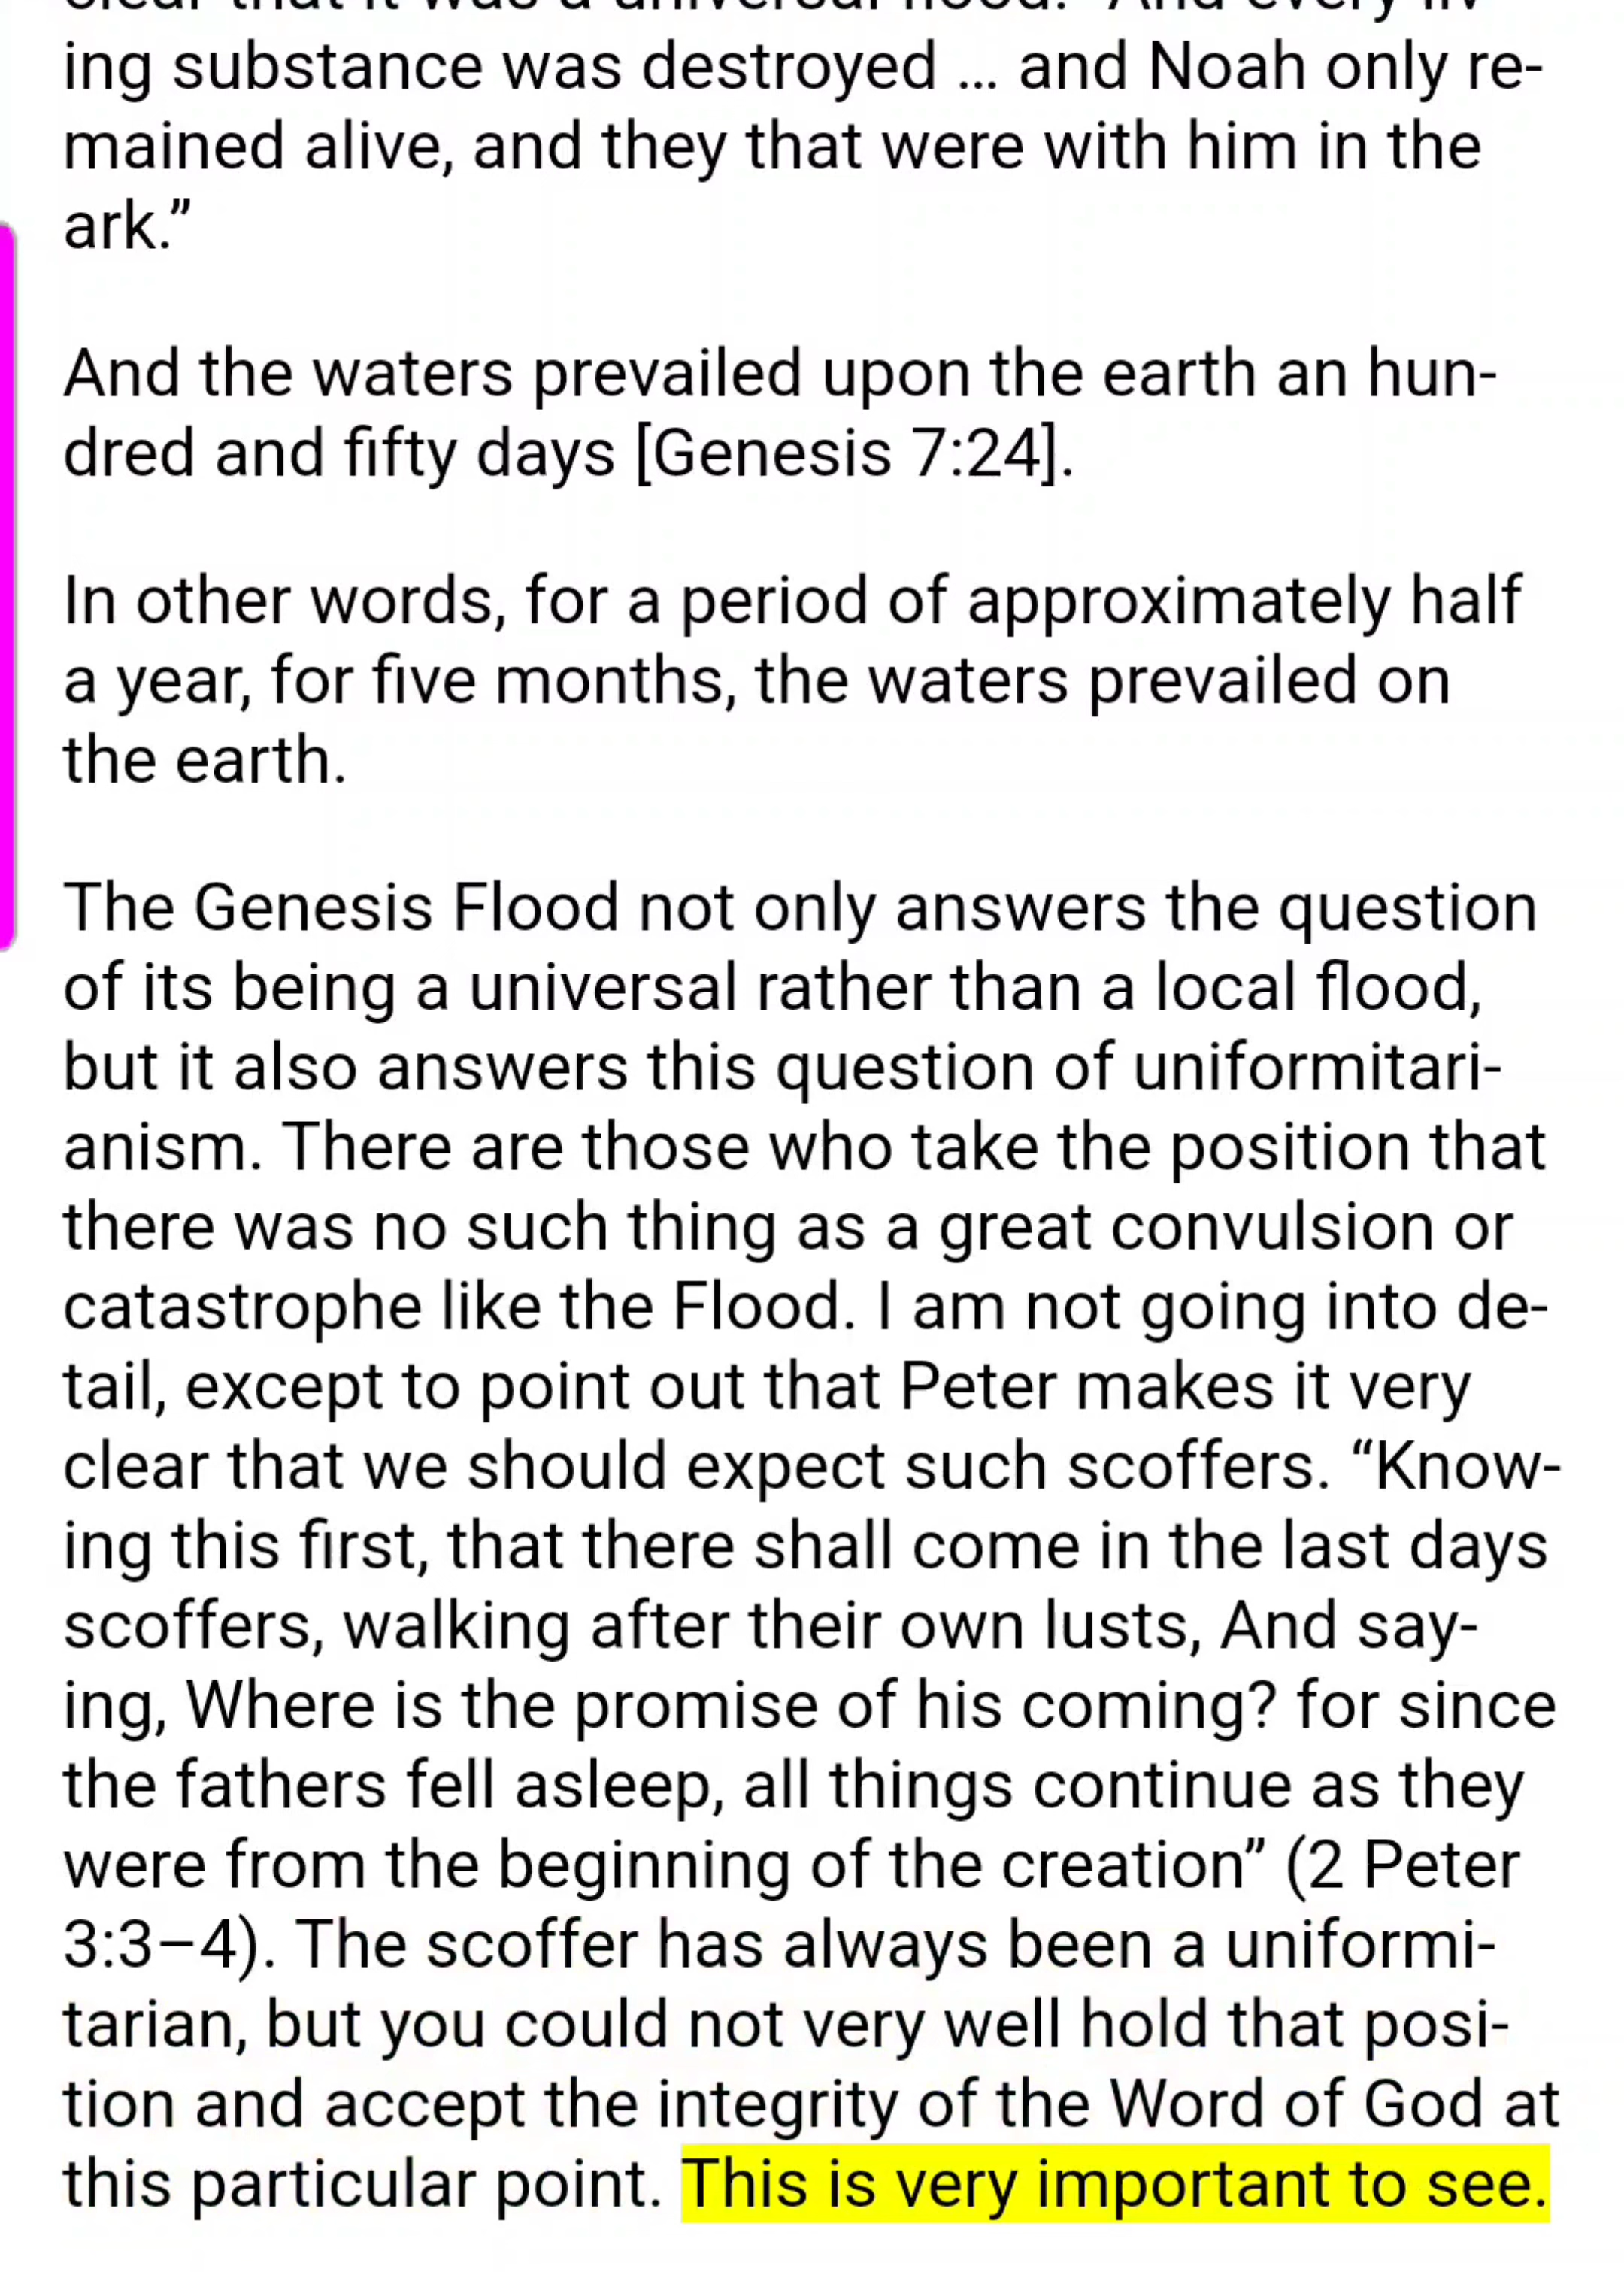 clear that it was a universal flood: “And every liv-
ing substance was destroyed … and Noah only re-
mained alive, and they that were with him in the
ark.”
And the waters prevailed upon the earth an hun-
dred and fifty days [Genesis 7:24].
In other words, for a period of approximately half
a year, for five months, the waters prevailed on
the earth.
The Genesis Flood not only answers the question
of its being a universal rather than a local flood,
but it also answers this question of uniformitari-
anism. There are those who take the position that
there was no such thing as a great convulsion or
catastrophe like the Flood. I am not going into de-
tail, except to point out that Peter makes it very
clear that we should expect such scoffers. “Know-
ing this first, that there shall come in the last days
scoffers, walking after their own lusts, And say-
ing, Where is the promise of his coming? for since
the fathers fell asleep, all things continue as they
were from the beginning of the creation” (2 Peter
3:3–4). The scoffer has always been a uniformi-
tarian, but you could not very well hold that posi-
tion and accept the integrity of the Word of God at
this particular point. This is very important to see.